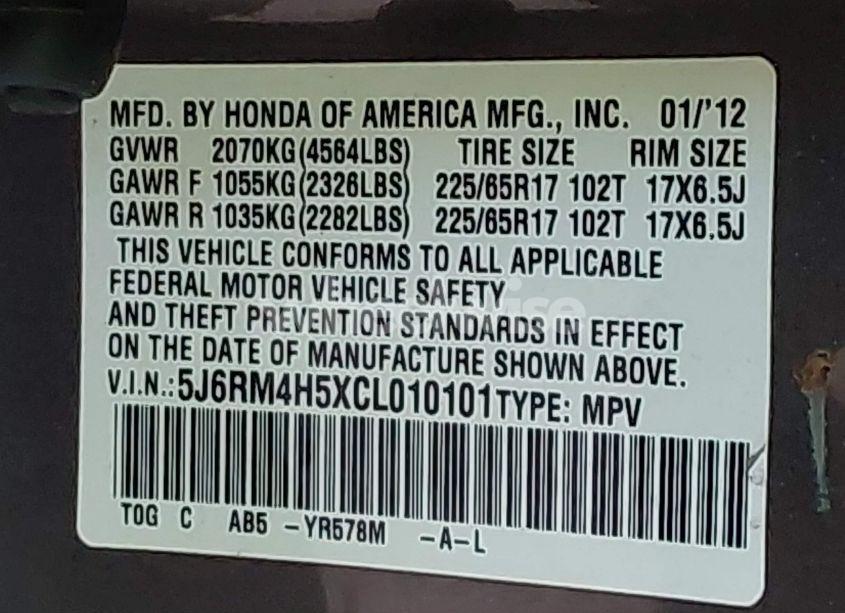 MFD. BY HONDA OF AMERICA MFG., INC. 01/'12
GVWR 2070KG(4564LBS) TIRE SIZE RIM SIZE
GAWR F 1055KG(2326LBS) 225/65R17 102T 17X6.5J
GAWR R 1035KG(2282LBS) 225/65R17 102T 17X6.5J
THIS VEHICLE CONFORMS TO ALL APPLICABLE
FEDERAL MOTOR VEHICLE SAFETY
AND THEFT PREVENTION STANDARDS IN EFFECT
ON THE DATE OF MANUFACTURE SHOWN ABOVE.
V.I.N.:5J6RM4H5XCL010101TYPE: MPV
TOG C AB5 -YR578M -A-L